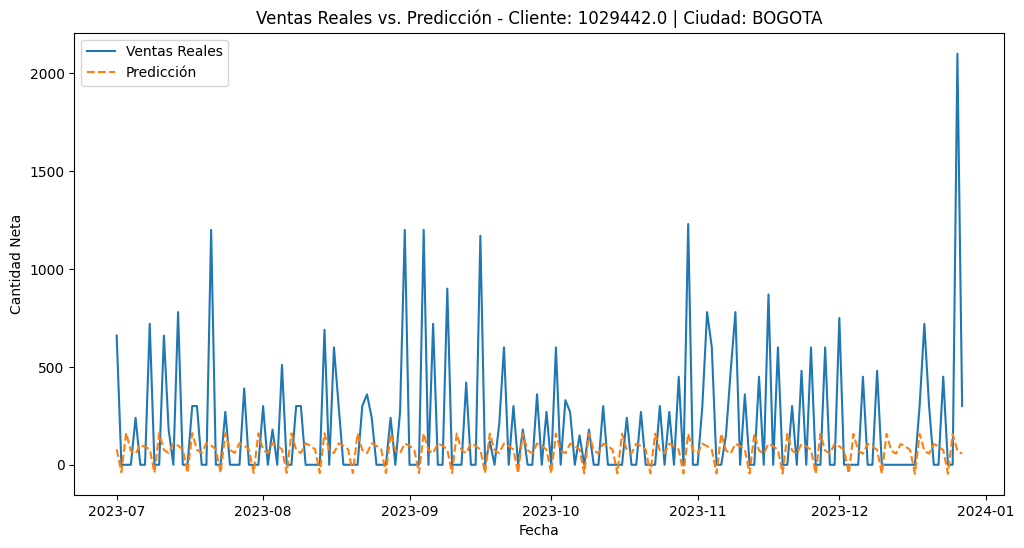 Ventas Reales vs. Predicción - Cliente: 1029442.0 | Ciudad: BOGOTA
Ventas Reales
Predicción
2000
1500
1000
500
0
Cantidad Neta
2023-07
2023-08
2023-09
2023-10
2023-11
2023-12
2024-01
Fecha